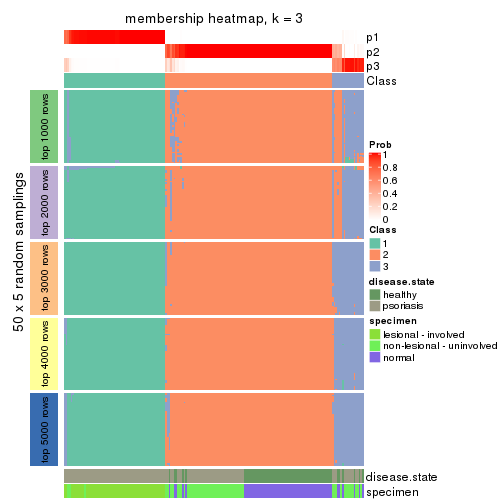 membership heatmap, k = 3
p1
p2
p3
Class
50 x 5 random samplings
top 1000 rows
top 2000 rows
top 3000 rows
top 4000 rows
top 5000 rows
Prob
1
0.8
0.6
0.4
0.2
0
Class
1
2
3
disease.state
healthy
psoriasis
specimen
lesional - involved
non-lesional - uninvolved
normal
disease.state
specimen